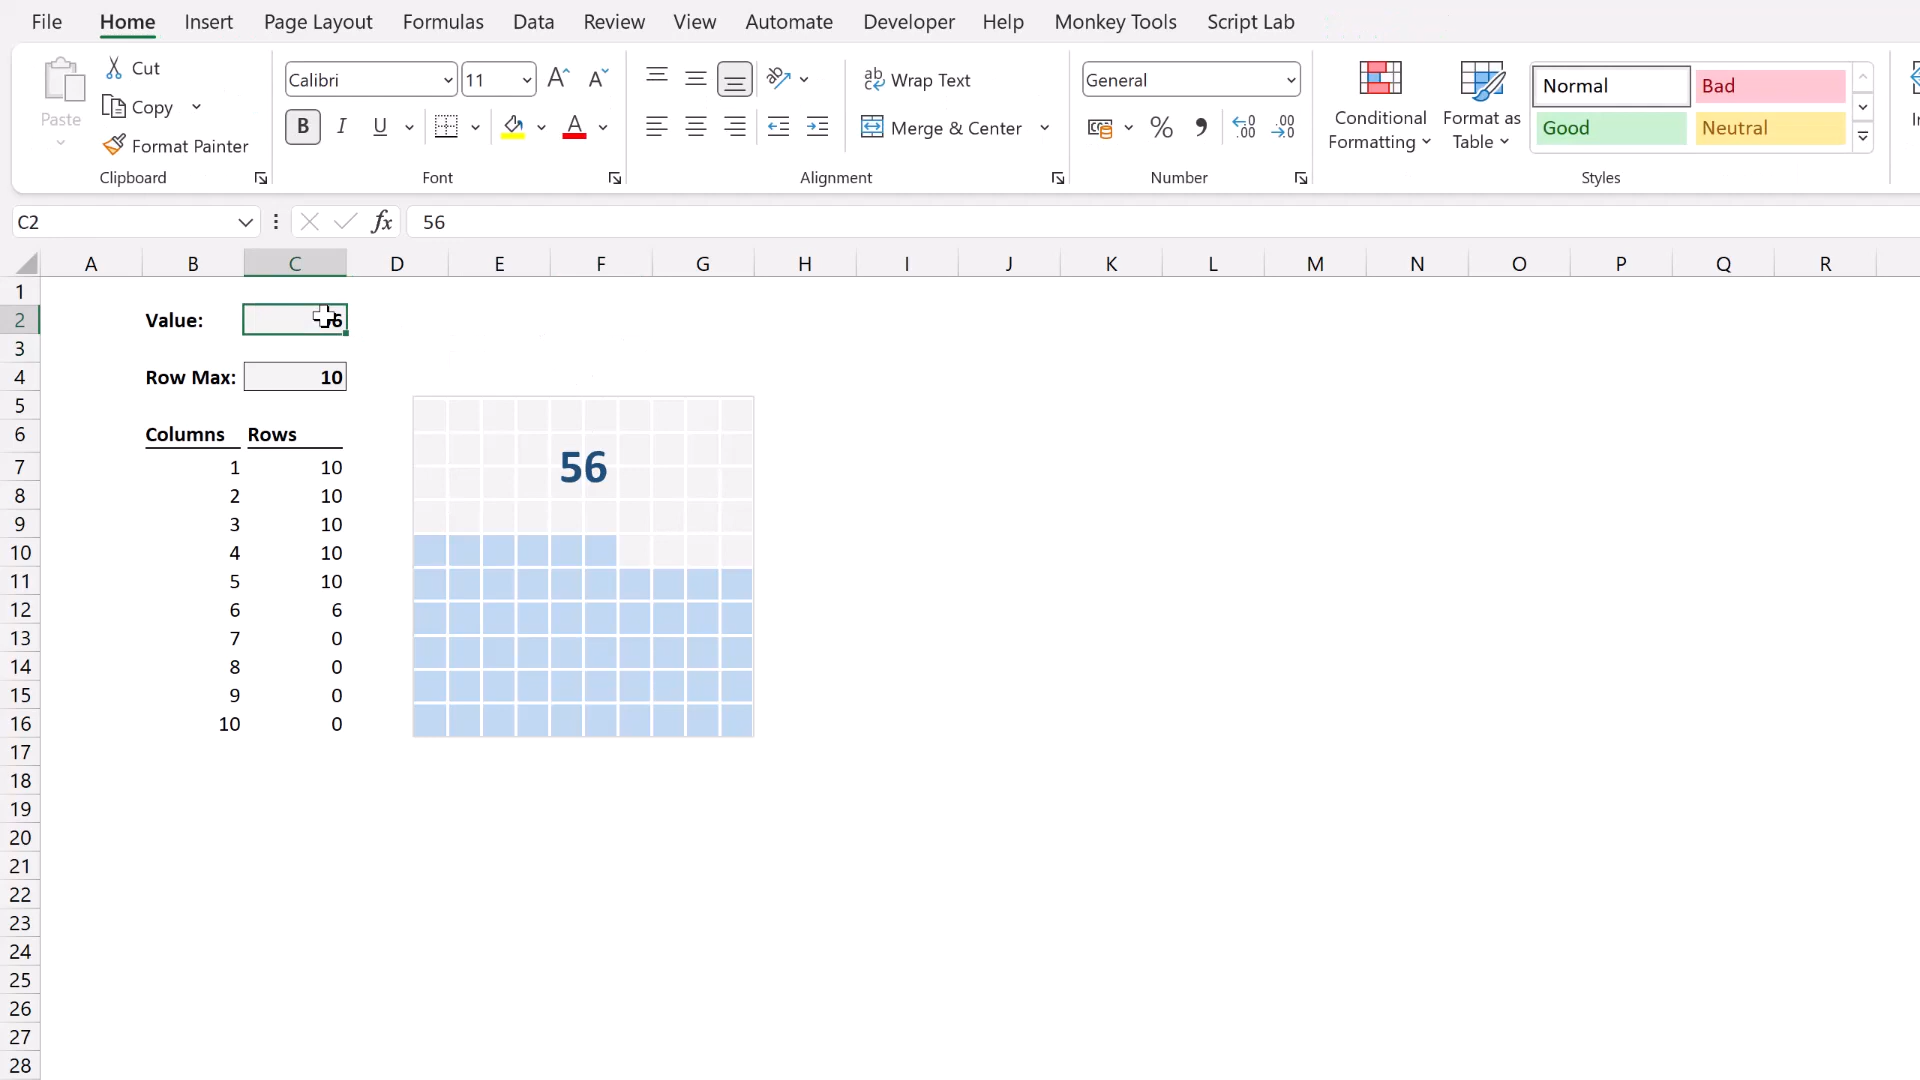 File Home Insert Page Layout Formulas Data Review View Automate Developer Help Monkey Tools Script Lab
Paste
Cut
Copy
Format Painter
Clipboard
Calibri 11
B I U
Font
Wrap Text
Merge & Center
Alignment
General
Number
Conditional
Formatting
Format as
Table
Normal Bad
Good Neutral
Styles
C2 fx 56
A B C D E F G H I J K L M N O P Q R
1
2 Value:
3
4 Row Max: 10
5
6 Columns Rows
7 1 10
8 2 10
9 3 10
10 4 10
11 5 10
12 6 6
13 7 0
14 8 0
15 9 0
16 10 0
17
18
19
20
21
22
23
24
25
26
27
28
56